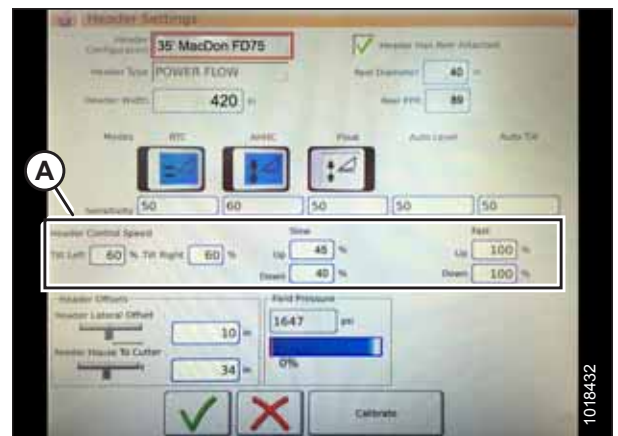 Header Settings
Header Configuration 35' MacDon FD75 Header Has Reel Attached
Header Type POWER FLOW Reel Diameter 40 in
Header Width 420 in Reel PPR 89
Modes RTC AHHC Float Auto Level Auto Tilt
A
Sensitivity 50 60 50 50 50
Header Control Speed Slow Fast
Tilt Left 60 % Tilt Right 60 % Up 45 % Up 100 %
Down 40 % Down 100 %
Header Offsets Field Pressure
Header Lateral Offset 1647 psi
10 in
Feeder House To Cutter 0%
34 in
Calibrate
1018432